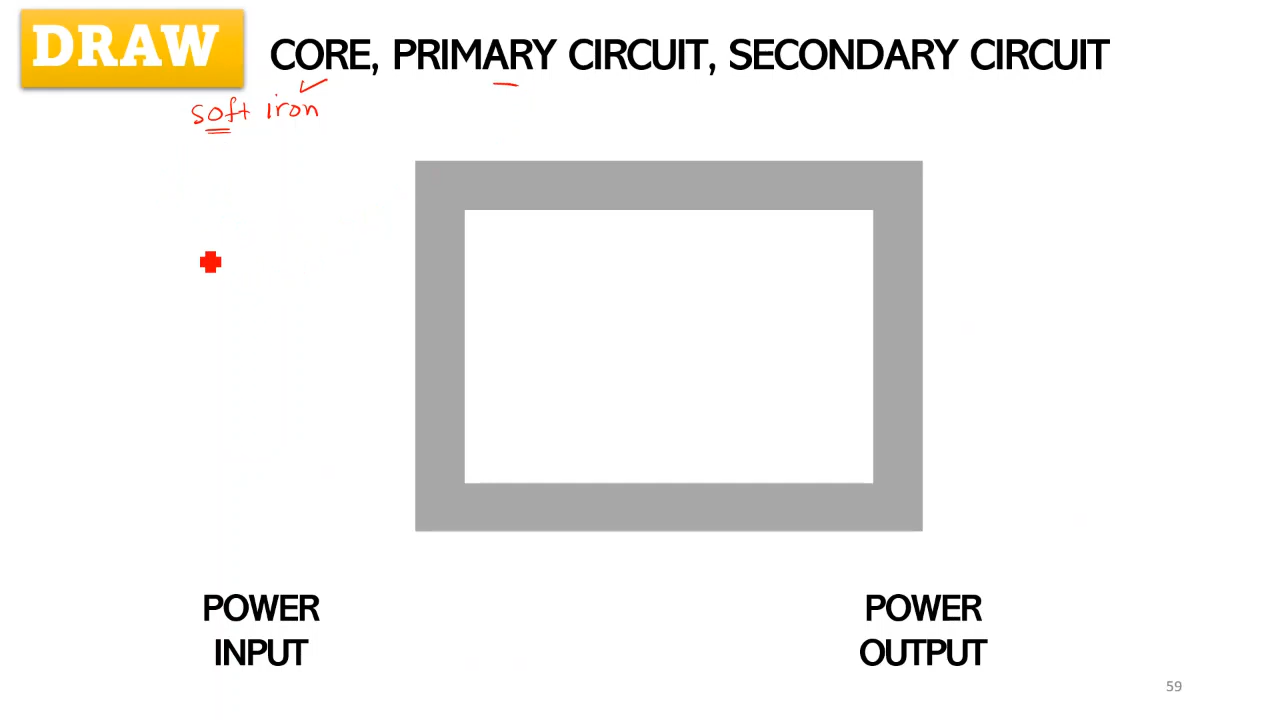 DRAW
CORE, PRIMARY CIRCUIT, SECONDARY CIRCUIT
soft iron
POWER
INPUT
POWER
OUTPUT
59